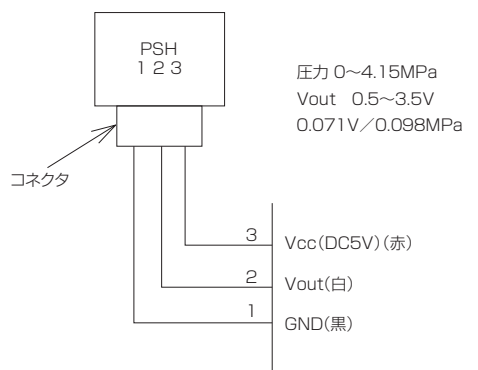 PSH
1 2 3
圧力 0～4.15MPa
Vout 0.5～3.5V
0.071V／0.098MPa
コネクタ
3 Vcc(DC5V)(赤)
2 Vout(白)
1 GND(黒)